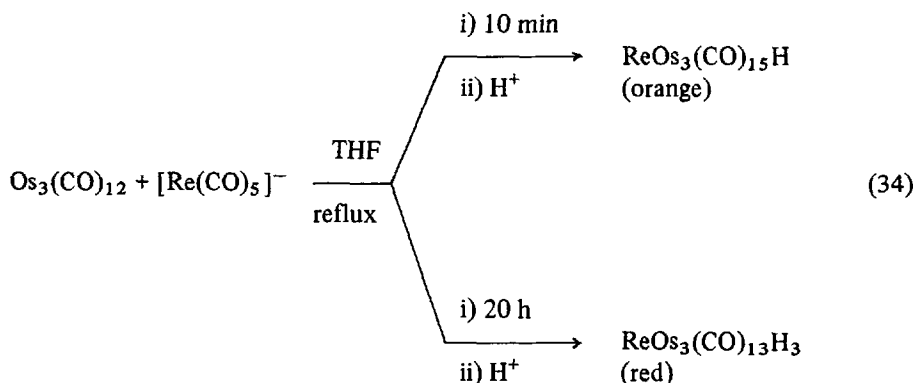 i) 10 min
ii) H⁺
ReOs₃(CO)₁₅H
(orange)
THF
Os₃(CO)₁₂ + [Re(CO)₅]⁻
reflux
(34)
i) 20 h
ii) H⁺
ReOs₃(CO)₁₃H₃
(red)